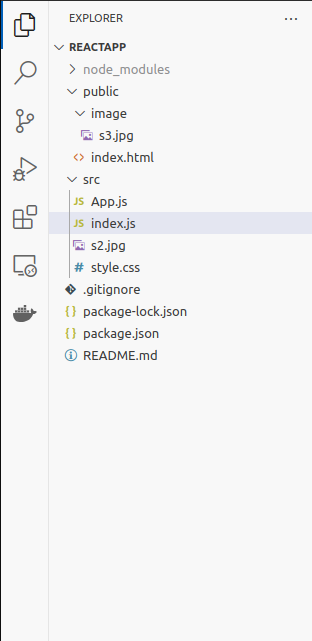 EXPLORER ...
REACTAPP
node_modules
public
image
s3.jpg
<> index.html
src
JS App.js
JS index.js
s2.jpg
# style.css
.gitignore
{ } package-lock.json
{ } package.json
README.md